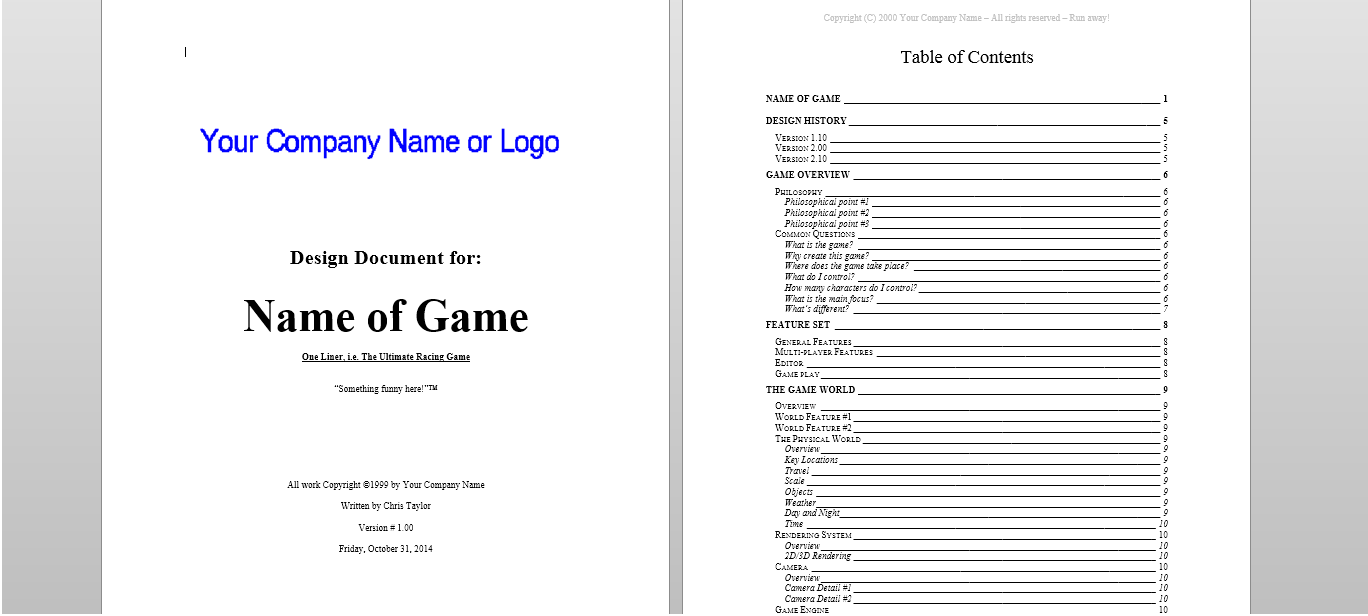 Your Company Name or Logo
Design Document for:
Name of Game
One Liner, i.e. The Ultimate Racing Game
"Something funny here!"™
All work Copyright ©1999 by Your Company Name
Written by Chris Taylor
Version # 1.00
Friday, October 31, 2014
Copyright (C) 2000 Your Company Name – All rights reserved – Run away!
Table of Contents
NAME OF GAME 1
DESIGN HISTORY 5
VERSION 1.10 5
VERSION 2.00 5
VERSION 2.10 5
GAME OVERVIEW 6
PHILOSOPHY 6
Philosophical point #1 6
Philosophical point #2 6
Philosophical point #3 6
COMMON QUESTIONS 6
What is the game? 6
Why create this game? 6
Where does the game take place? 6
What do I control? 6
How many characters do I control? 6
What is the main focus? 6
What's different? 7
FEATURE SET 8
GENERAL FEATURES 8
MULTI-PLAYER FEATURES 8
EDITOR 8
GAME PLAY 8
THE GAME WORLD 9
OVERVIEW 9
WORLD FEATURE #1 9
WORLD FEATURE #2 9
THE PHYSICAL WORLD 9
Overview 9
Key Locations 9
Travel 9
Scale 9
Objects 9
Weather 9
Day and Night 9
Time 10
RENDERING SYSTEM 10
Overview 10
2D/3D Rendering 10
CAMERA 10
Overview 10
Camera Detail #1 10
Camera Detail #2 10
GAME ENGINE 10